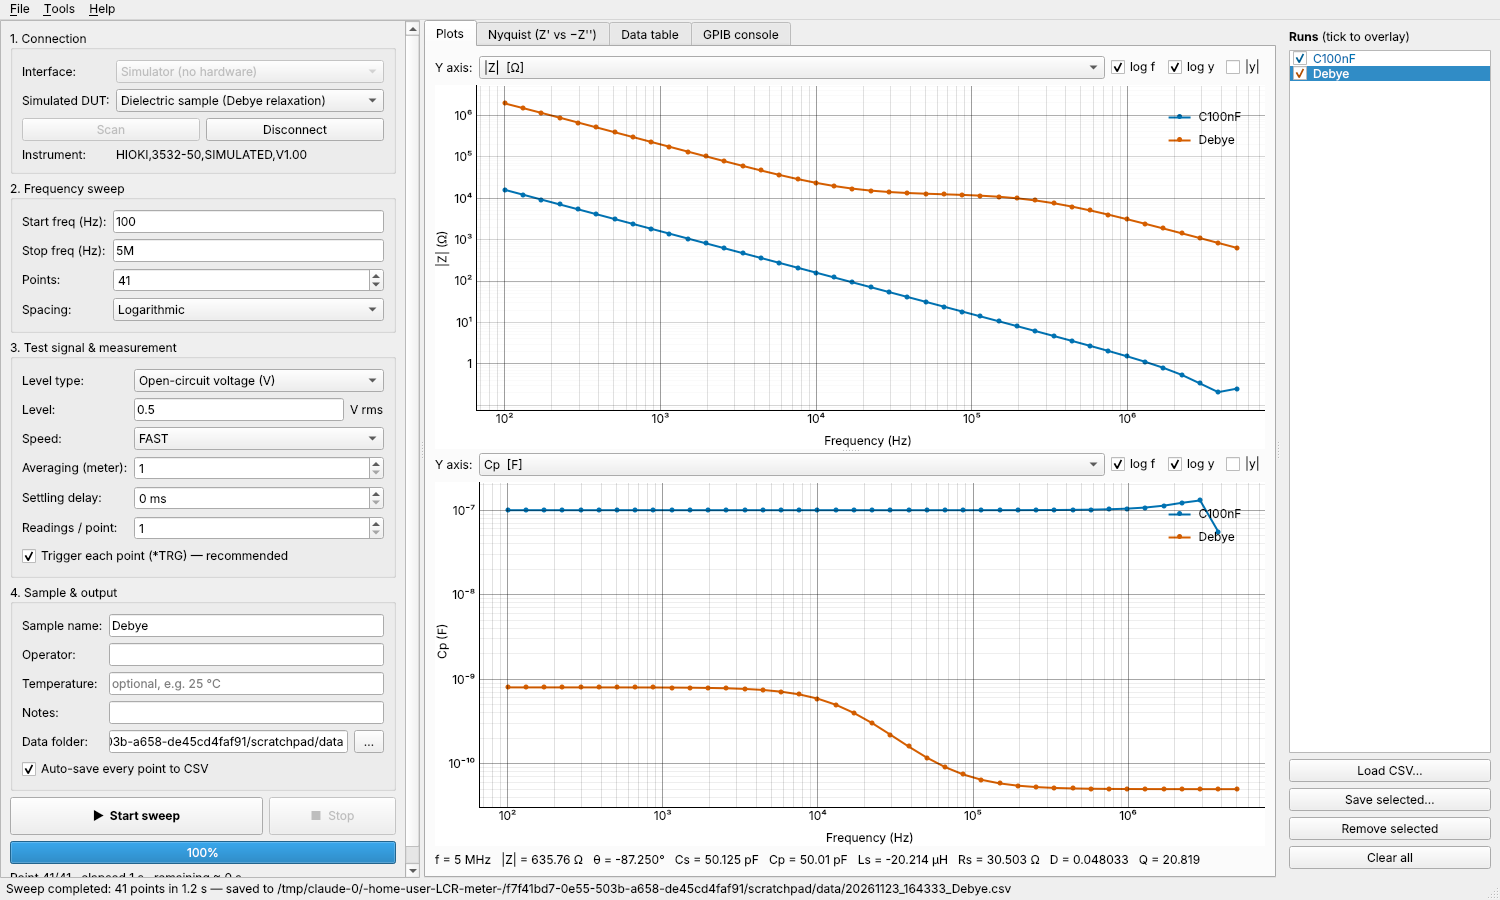 File Tools Help
1. Connection
Interface: Simulator (no hardware)
Simulated DUT: Dielectric sample (Debye relaxation)
Scan Disconnect
Instrument: HIOKI,3532-50,SIMULATED,V1.00
2. Frequency sweep
Start freq (Hz): 100
Stop freq (Hz): 5M
Points: 41
Spacing: Logarithmic
3. Test signal & measurement
Level type: Open-circuit voltage (V)
Level: 0.5 V rms
Speed: FAST
Averaging (meter): 1
Settling delay: 0 ms
Readings / point: 1
Trigger each point (*TRG) — recommended
4. Sample & output
Sample name: Debye
Operator:
Temperature: optional, e.g. 25 °C
Notes:
Data folder: 03b-a658-de45cd4faf91/scratchpad/data ...
Auto-save every point to CSV
Start sweep Stop
100%
Point 41/41 elapsed 1 s remaining ≈ 0 s
Plots Nyquist (Z' vs −Z'') Data table GPIB console
Y axis: |Z| [Ω] log f log y |y|
C100nF
Debye
10⁶
10⁵
10⁴
10³
10²
10¹
1
|Z| (Ω)
10² 10³ 10⁴ 10⁵ 10⁶
Frequency (Hz)
Y axis: Cp [F] log f log y |y|
C100nF
Debye
10⁻⁷
10⁻⁸
10⁻⁹
10⁻¹⁰
Cp (F)
10² 10³ 10⁴ 10⁵ 10⁶
Frequency (Hz)
f = 5 MHz |Z| = 635.76 Ω θ = -87.250° Cs = 50.125 pF Cp = 50.01 pF Ls = -20.214 µH Rs = 30.503 Ω D = 0.048033 Q = 20.819
Runs (tick to overlay)
C100nF
Debye
Load CSV...
Save selected...
Remove selected
Clear all
Sweep completed: 41 points in 1.2 s — saved to /tmp/claude-0/-home-user-LCR-meter-/f7f41bd7-0e55-503b-a658-de45cd4faf91/scratchpad/data/20261123_164333_Debye.csv